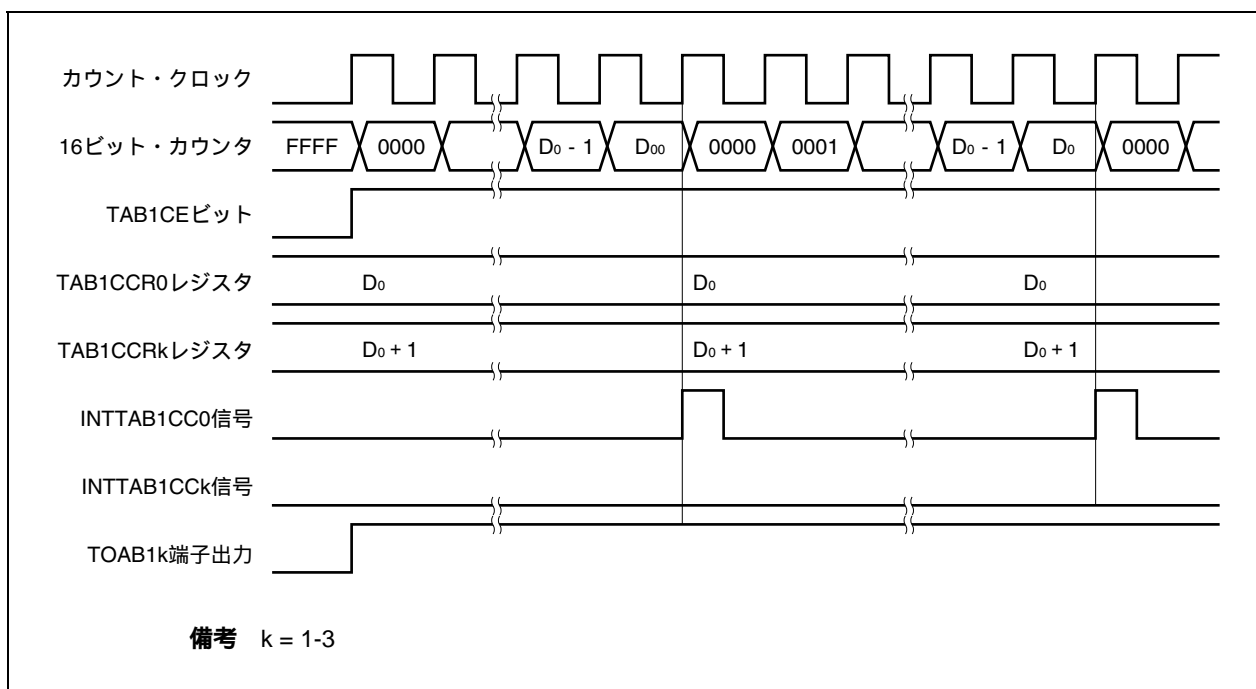 カウント・クロック
16ビット・カウンタ FFFF 0000 D0 - 1 D00 0000 0001 D0 - 1 D0 0000
TAB1CEビット
TAB1CCR0レジスタ D0 D0 D0
TAB1CCRkレジスタ D0 + 1 D0 + 1 D0 + 1
INTTAB1CC0信号
INTTAB1CCk信号
TOAB1k端子出力
備考 k = 1-3